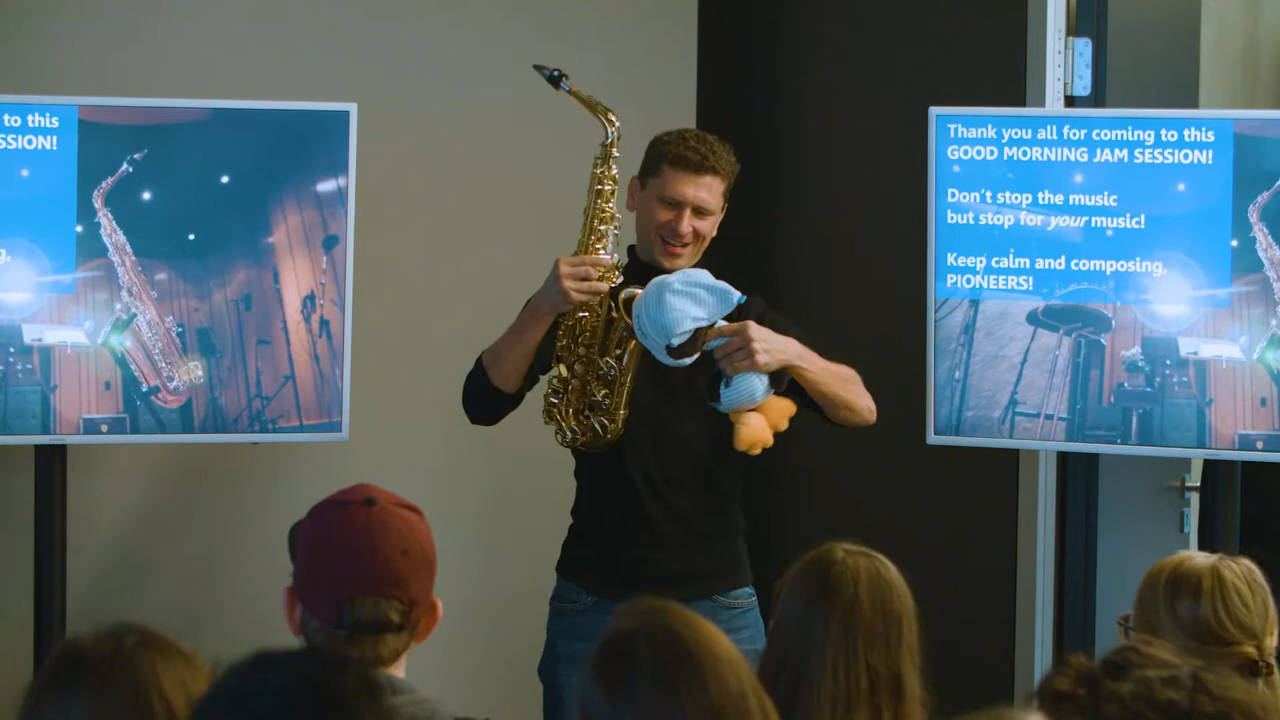 to this
SSION!
g,
Thank you all for coming to this
GOOD MORNING JAM SESSION!
Don't stop the music
but stop for your music!
Keep calm and composing,
PIONEERS!